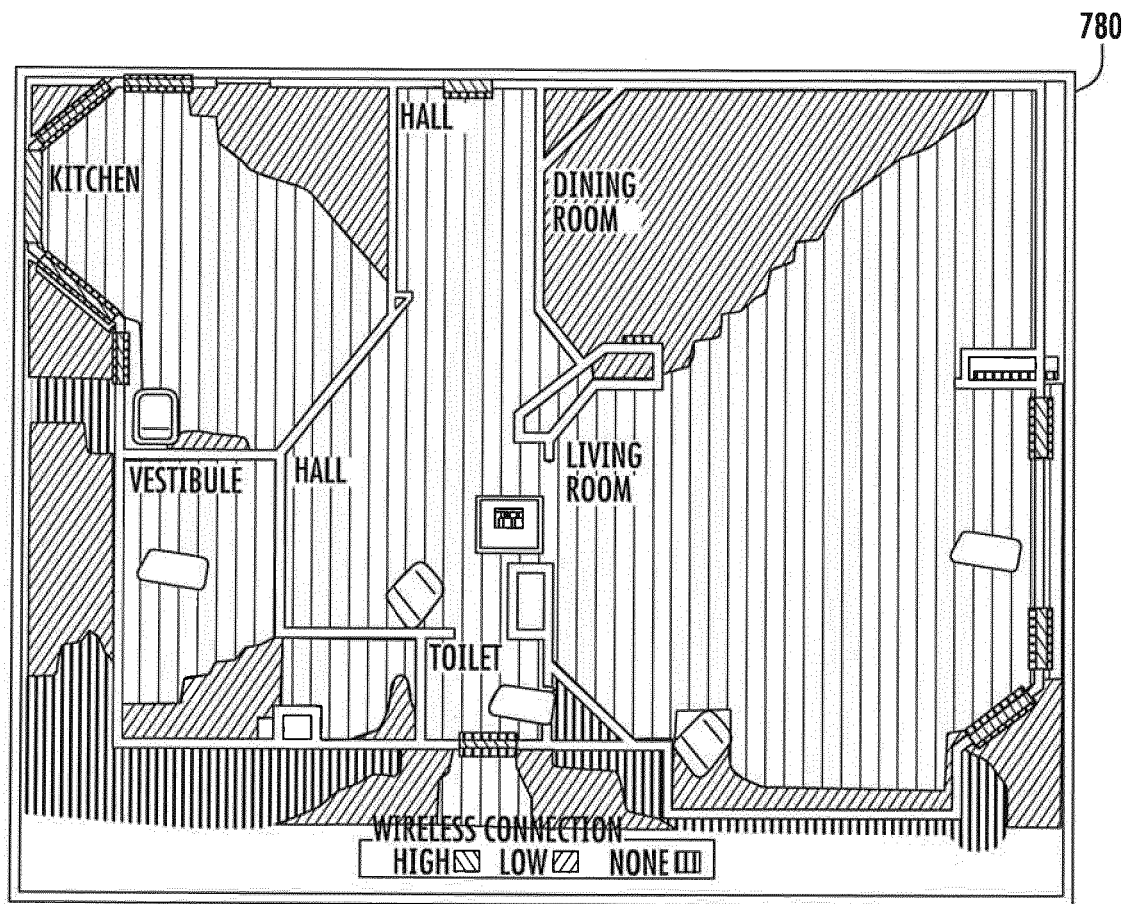 780
HALL
KITCHEN
DINING
ROOM
LIVING
ROOM
VESTIBULE
HALL
TOILET
WIRELESS CONNECTION
HIGH LOW NONE